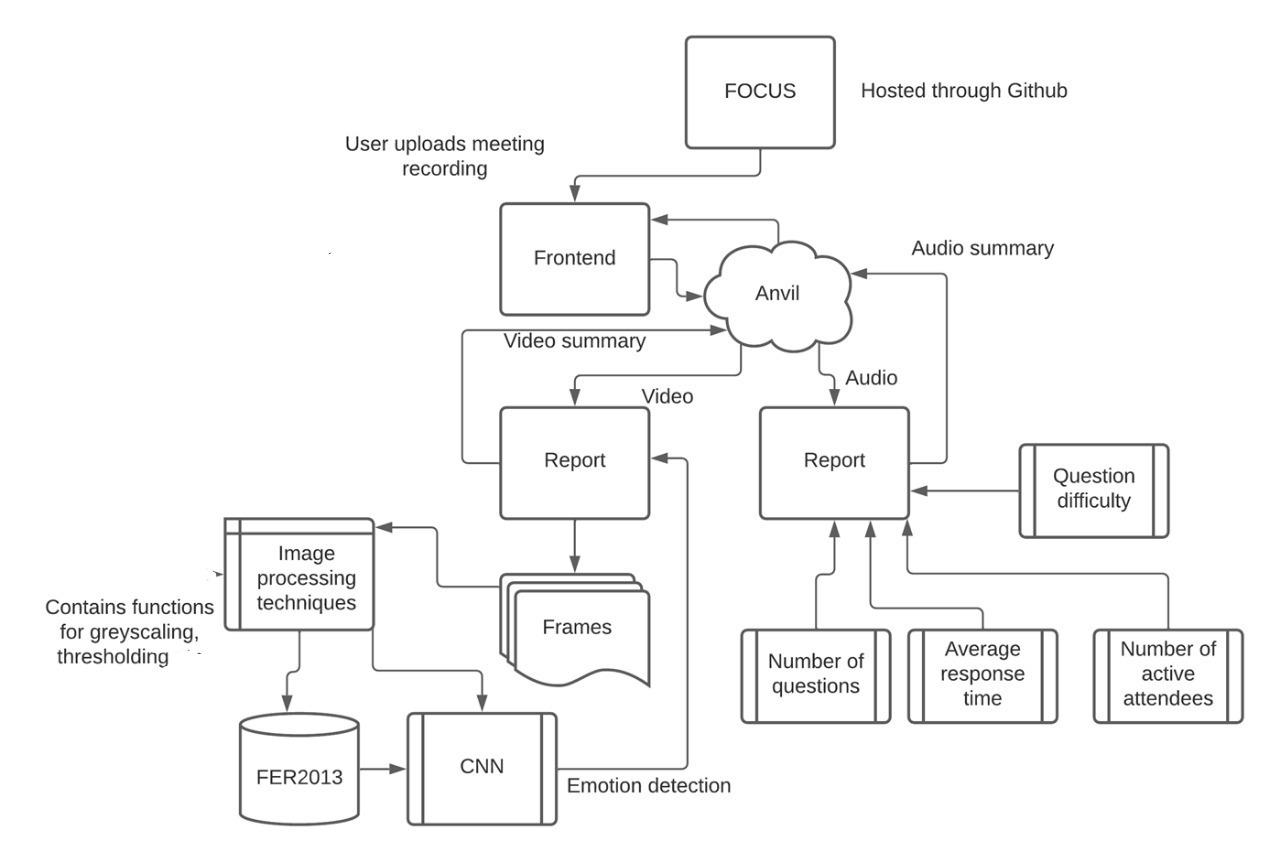 FOCUS
Hosted through Github
User uploads meeting
recording
Frontend
Anvil
Audio summary
Video summary
Video
Audio
Report
Report
Question
difficulty
Image
processing
techniques
Contains functions
for greyscaling,
thresholding
Frames
Number of
questions
Average
response
time
Number of
active
attendees
FER2013
CNN
Emotion detection